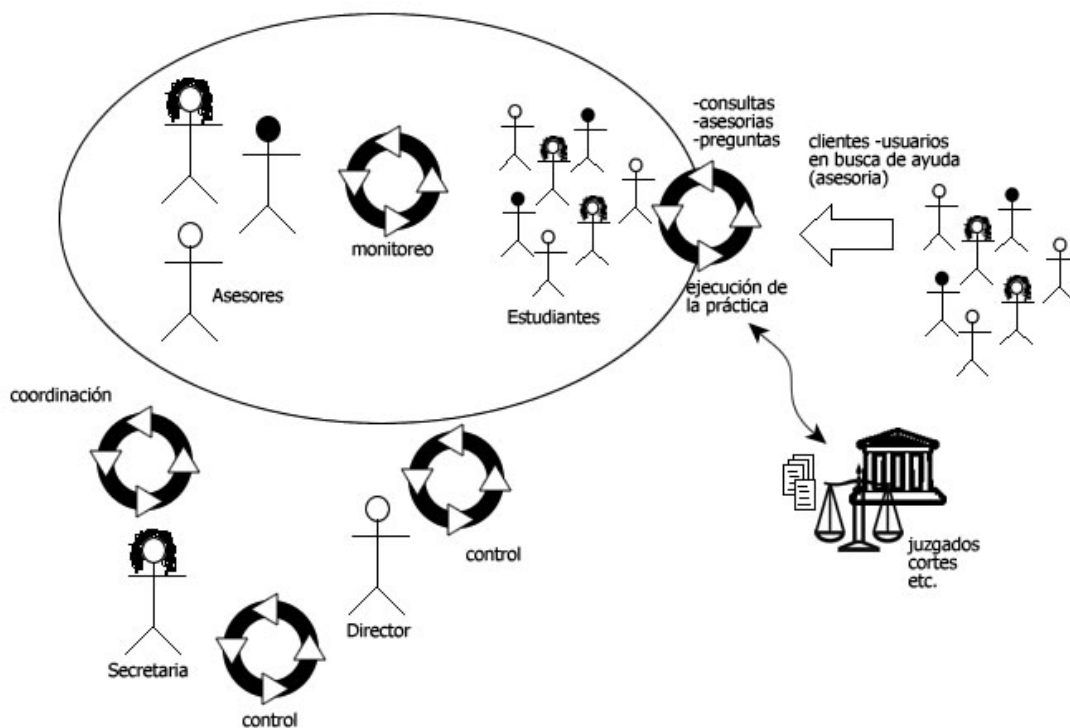 -consultas
-asesorias
-preguntas
clientes -usuarios
en busca de ayuda
(asesoria)
monitoreo
Asesores
Estudiantes
ejecución de
la práctica
coordinación
control
juzgados
cortes
etc.
Director
Secretaria
control